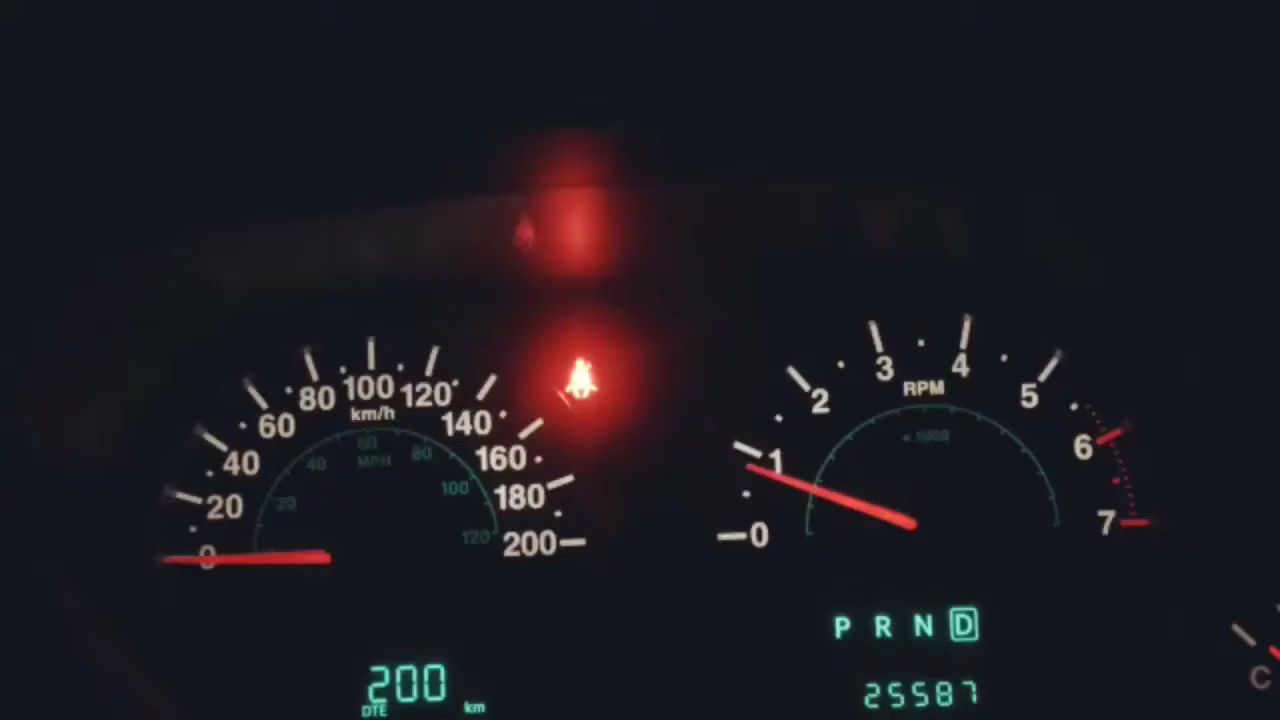 0 20 40 60 80 100 120 140 160 180 200
km/h
20 40 60 80 100 120
MPH
0 1 2 3 4 5 6 7
RPM
x 1000
P R N D
200
DTE km
25587
C